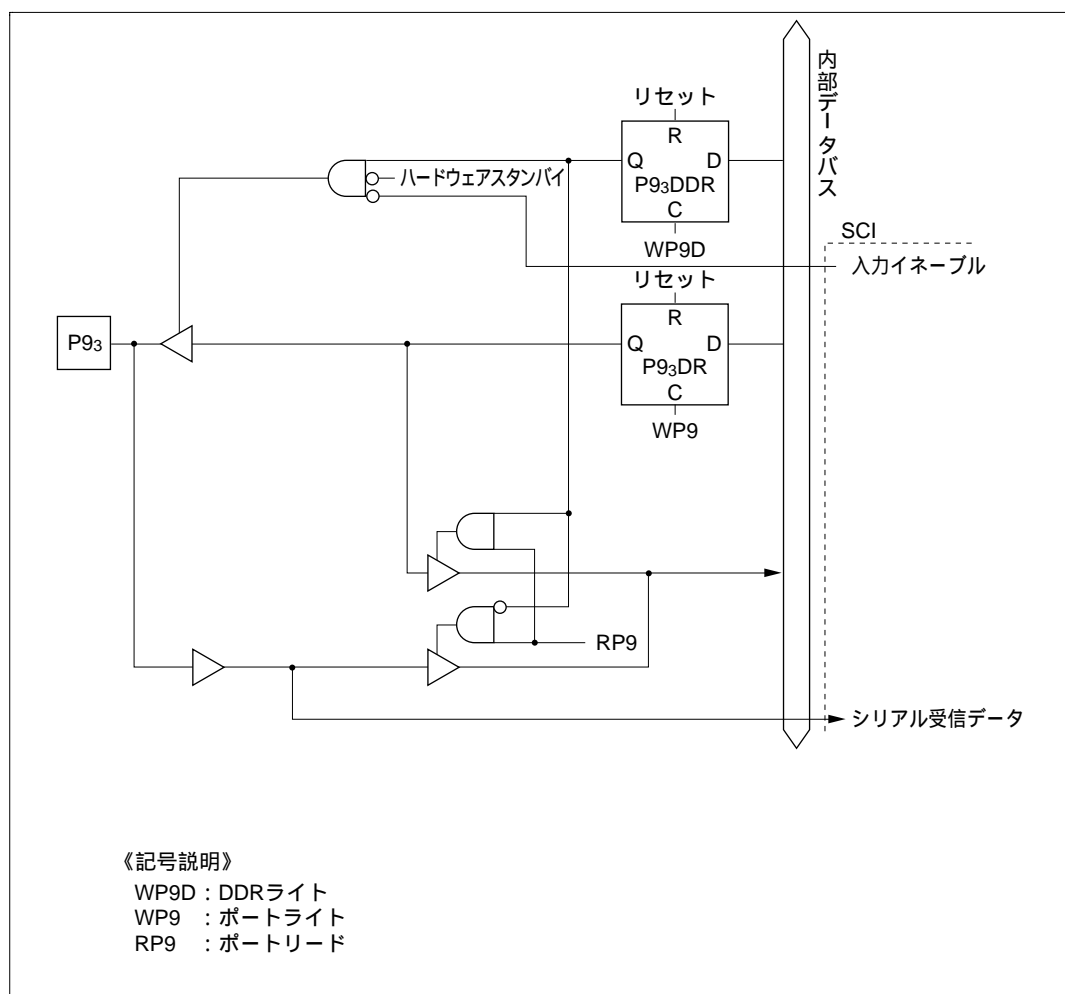 リセット
R
Q D
P93DDR
C
WP9D
ハードウェアスタンバイ
内部データバス
SCI
入力イネーブル
リセット
R
Q D
P93DR
C
WP9
P93
RP9
シリアル受信データ
《記号説明》
WP9D : DDRライト
WP9 : ポートライト
RP9 : ポートリード